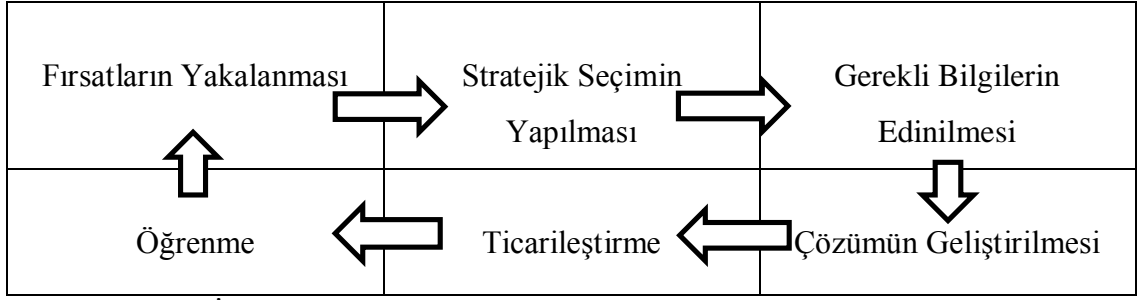 Fırsatların Yakalanması
Stratejik Seçimin
Yapılması
Gerekli Bilgilerin
Edinilmesi
Öğrenme
Ticarileştirme
Çözümün Geliştirilmesi